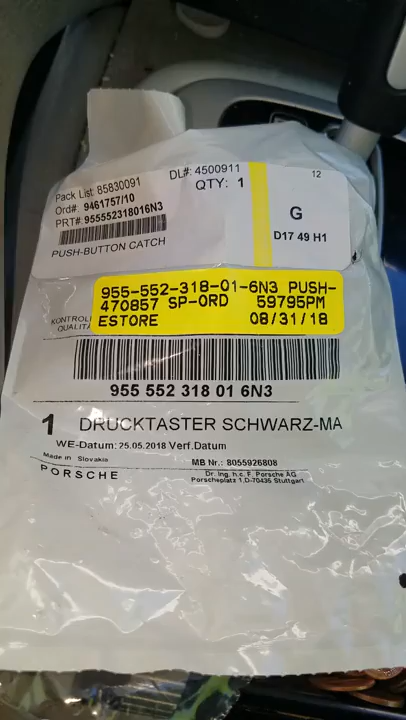 Pack List 85830091
DL#: 4500911
12
Ord#: 9461757/10
QTY: 1
PRT#: 955552318016N3
G
PUSH-BUTTON CATCH
D17 49 H1
955-552-318-01-6N3 PUSH-
470857 SP-ORD 59795PM
ESTORE 08/31/18
955 552 318 01 6N3
1 DRUCKTASTER SCHWARZ-MA
WE-Datum: 25.05.2018 Verf.Datum
Made in Slovakia
MB Nr.: 8055926808
PORSCHE
Dr. Ing. h.c. F. Porsche AG
Porscheplatz 1,D-70435 Stuttgart